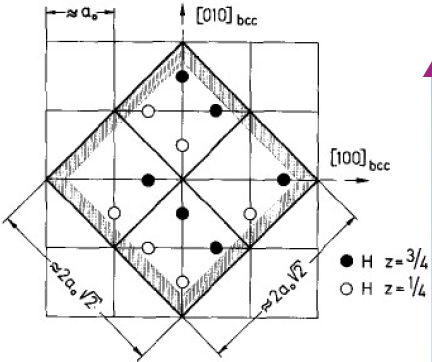 ≈a₀
[010]bcc
[100]bcc
● H z=3/4
○ H z=1/4
≈2a₀√2
≈2a₀√2